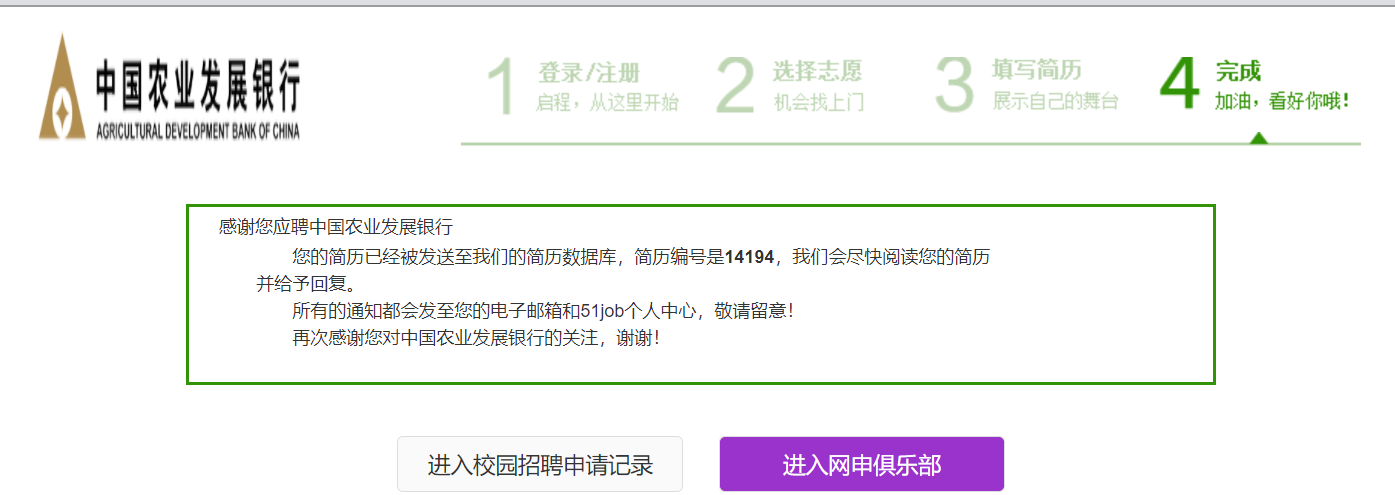 中国农业发展银行
AGRICULTURAL DEVELOPMENT BANK OF CHINA
1 登录/注册
启程，从这里开始
2 选择志愿
机会找上门
3 填写简历
展示自己的舞台
4 完成
加油，看好你哦！
感谢您应聘中国农业发展银行
您的简历已经被发送至我们的简历数据库，简历编号是14194，我们会尽快阅读您的简历
并给予回复。
所有的通知都会发至您的电子邮箱和51job个人中心，敬请留意！
再次感谢您对中国农业发展银行的关注，谢谢！
进入校园招聘申请记录
进入网申俱乐部